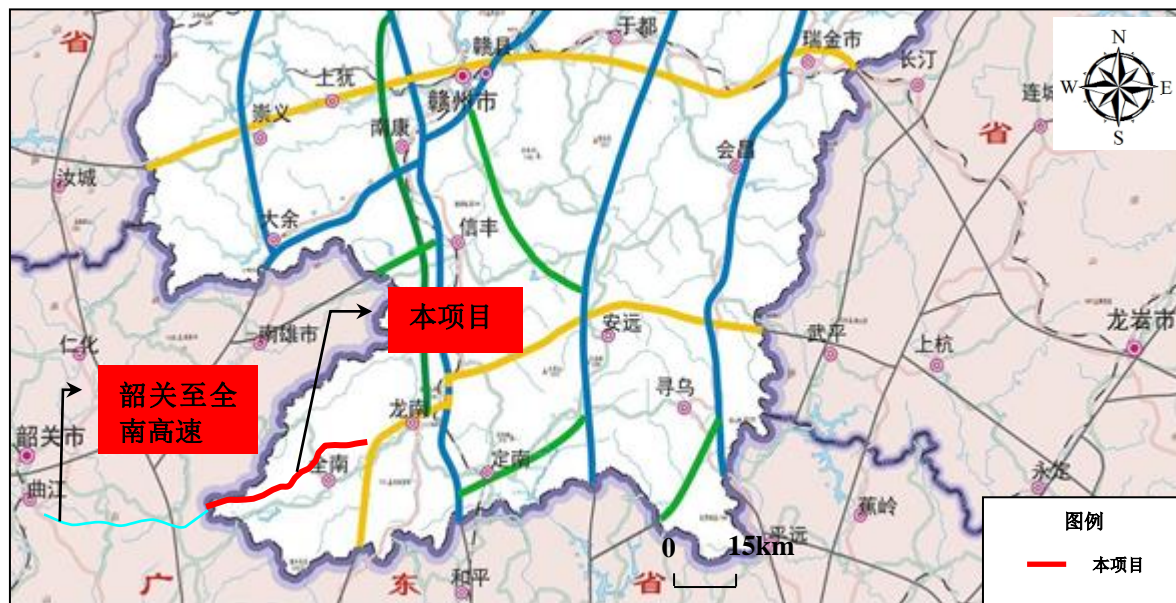 省
于都
瑞金市
N
W
E
S
赣县
上犹
赣州市
长汀
连城
崇义
南康
会昌
省
汝城
大余
信丰
本项目
仁化
南雄市
安远
武平
上杭
龙岩市
韶关至全
南高速
韶关市
龙南
寻乌
全南
定南
曲江
永定
蕉岭
图例
平远
0
15km
本项目
广
东
省
和平